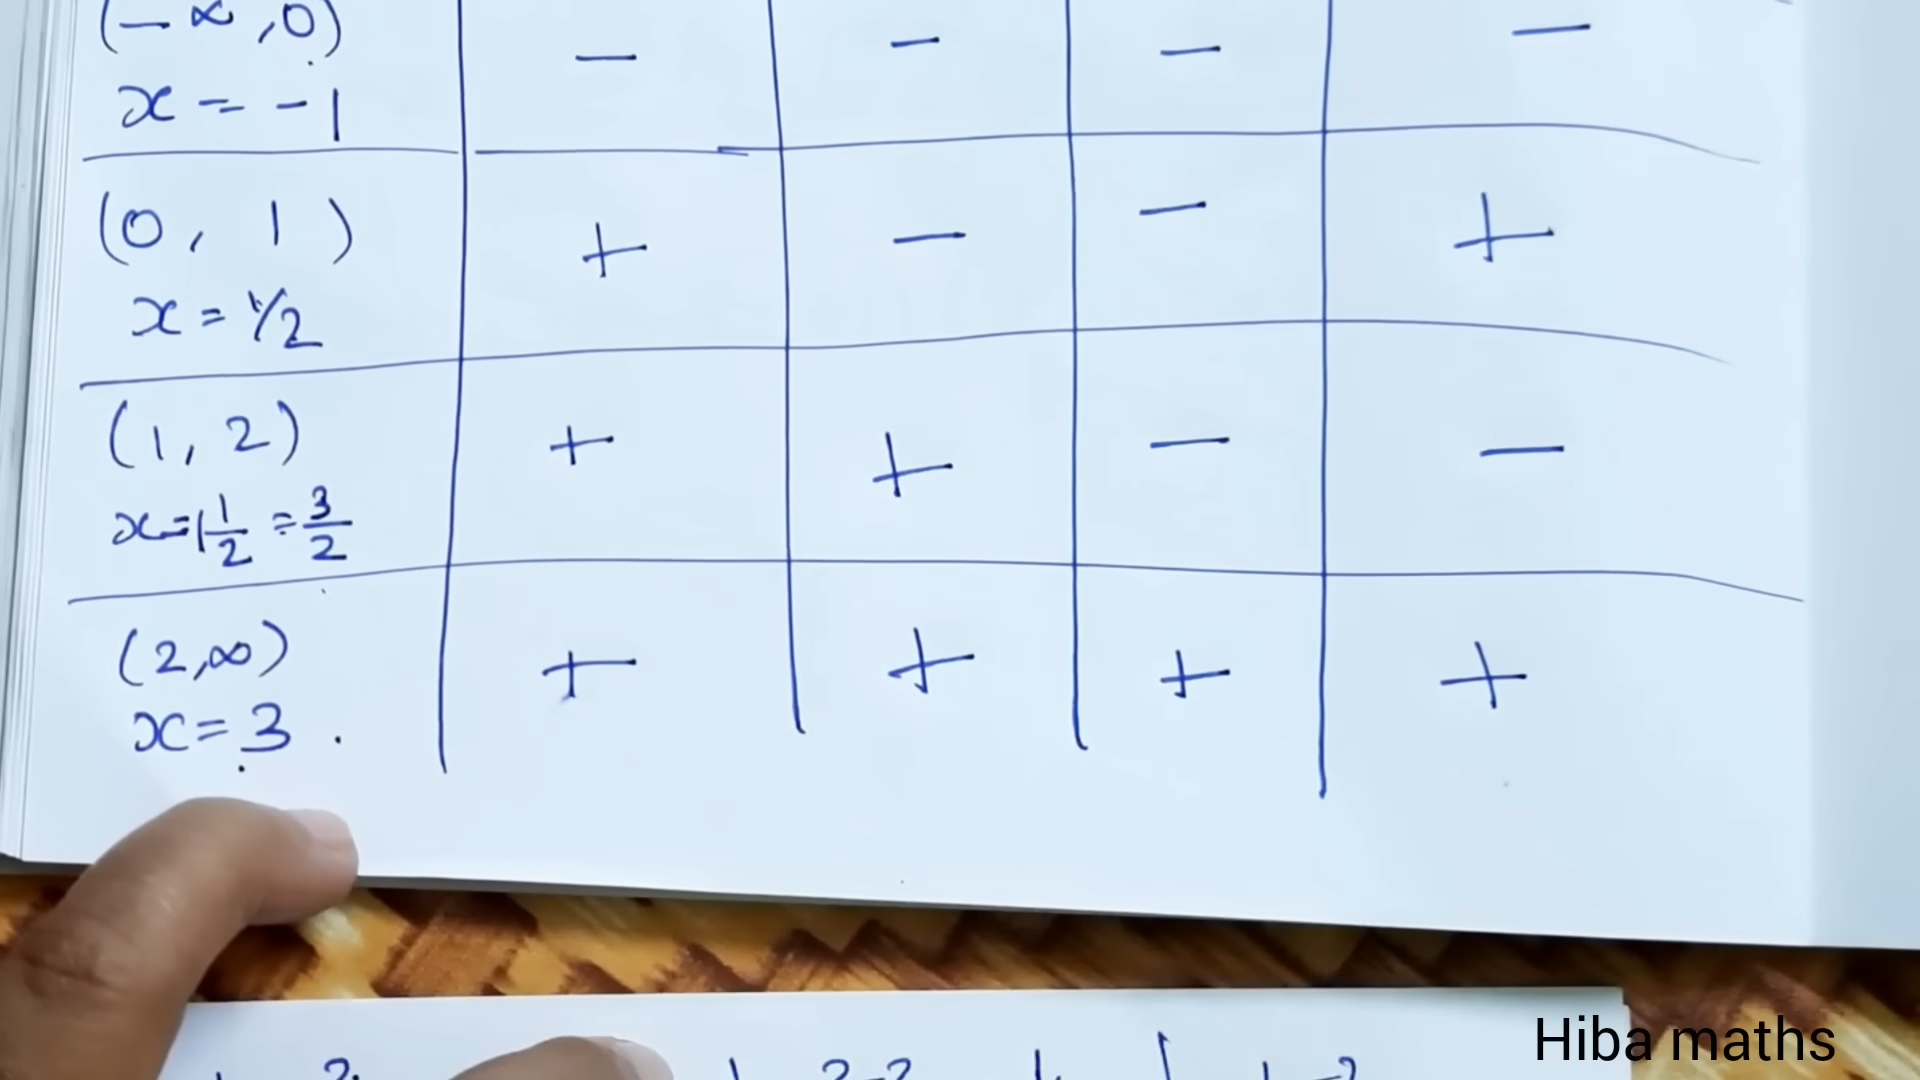 (- ∞ ,0) - - - -
x = -1
(0, 1) + - - +
x = 1/2
(1, 2) + + - -
x = 1 1/2 = 3/2
(2,∞) + + + +
x = 3 .
Hiba maths